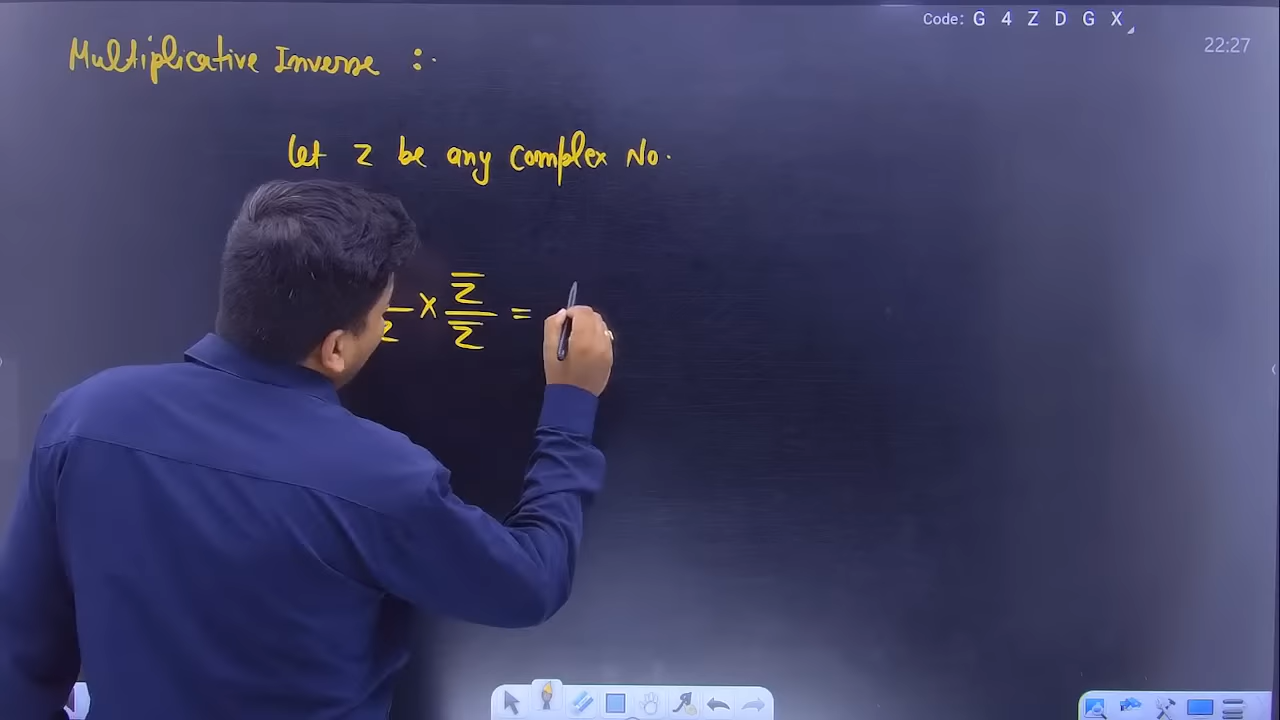 Code: G 4 Z D G X
22:27
Multiplicative Inverse :.
Let z be any complex No.
z × z̅/z̅ =